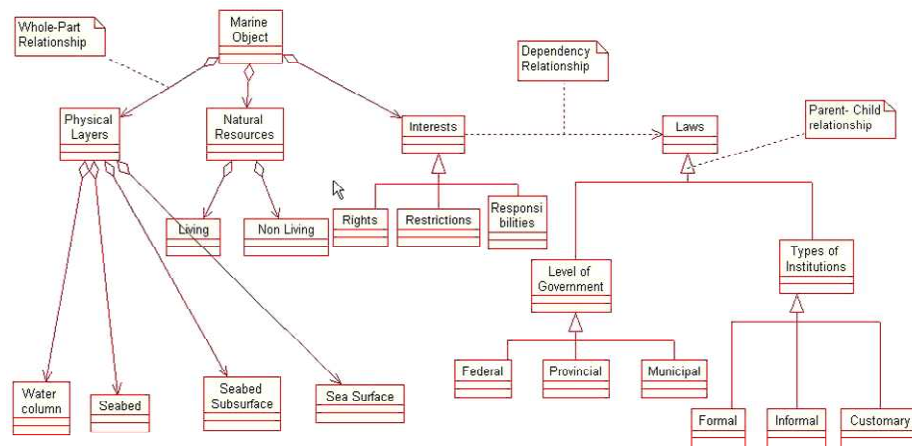 Whole-Part
Relationship
Marine
Object
Dependency
Relationship
Physical
Layers
Natural
Resources
Interests
Laws
Parent- Child
relationship
Living
Non Living
Rights
Restrictions
Responsi
bilities
Level of
Government
Types of
Institutions
Federal
Provincial
Municipal
Water
column
Seabed
Seabed
Subsurface
Sea Surface
Formal
Informal
Customary